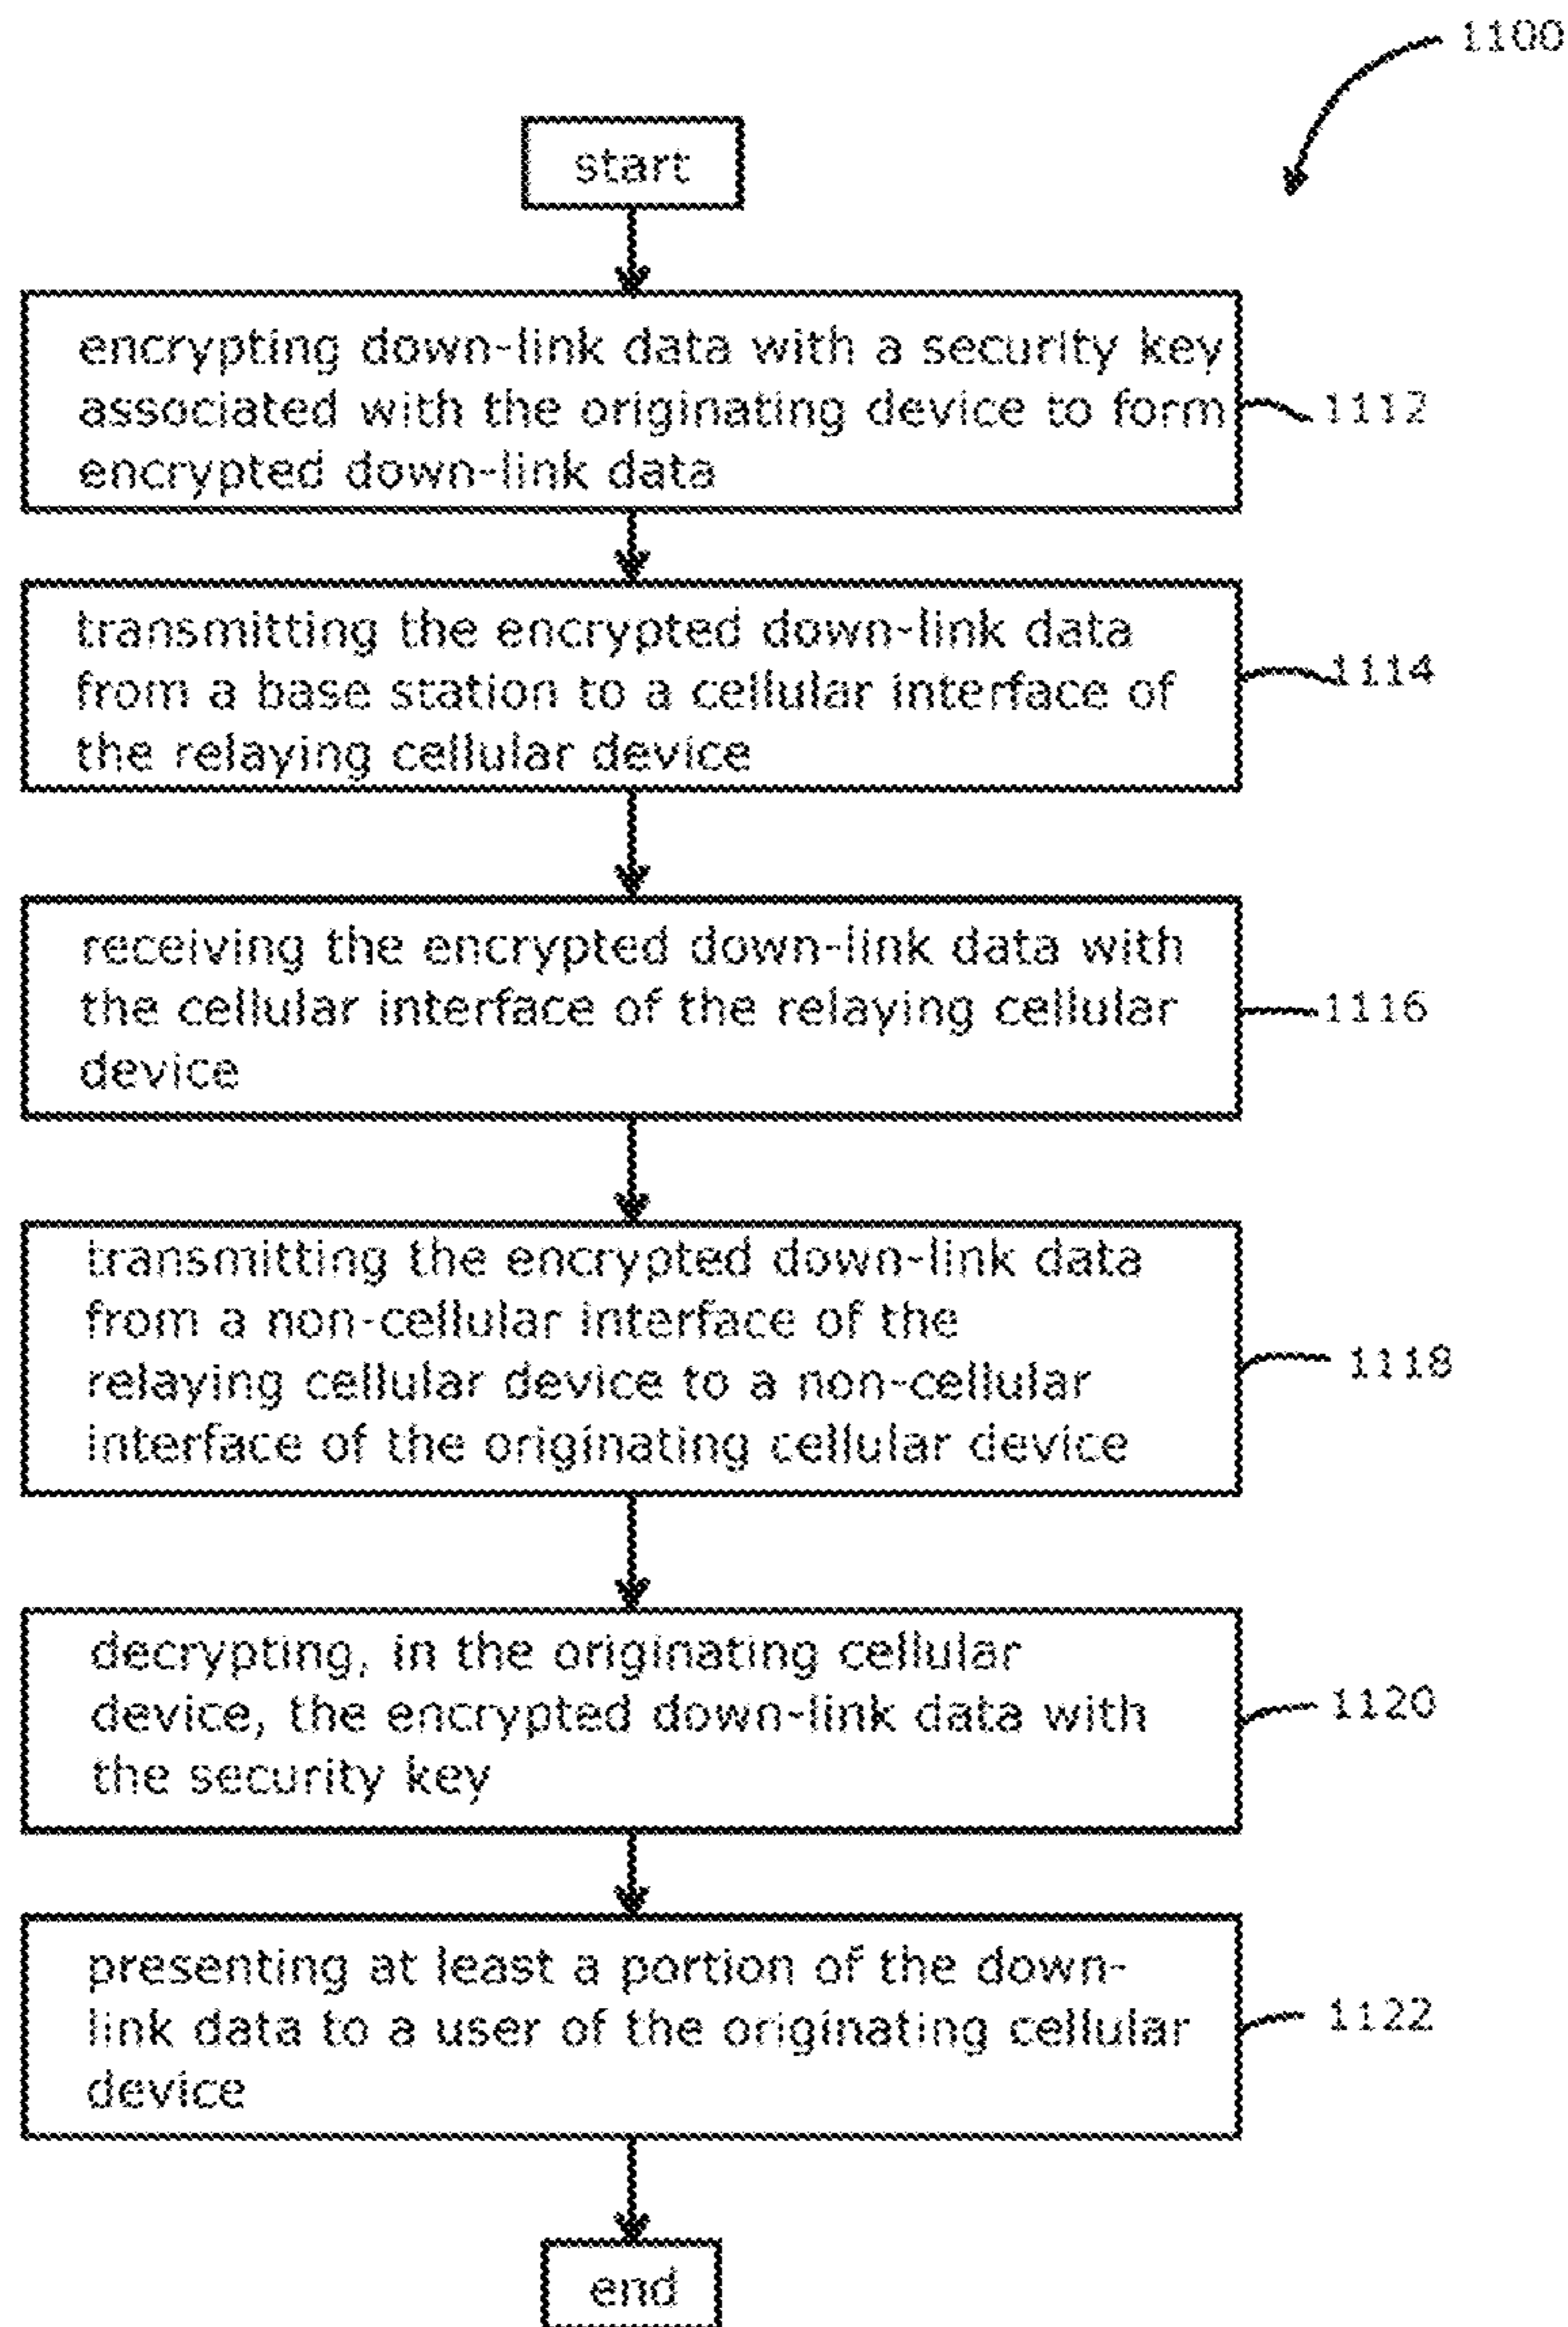 1100
start
encrypting down-link data with a security key
associated with the originating device to form
encrypted down-link data
1112
transmitting the encrypted down-link data
from a base station to a cellular interface of
the relaying cellular device
1114
receiving the encrypted down-link data with
the cellular interface of the relaying cellular
device
1116
transmitting the encrypted down-link data
from a non-cellular interface of the
relaying cellular device to a non-cellular
interface of the originating cellular device
1118
decrypting, in the originating cellular
device, the encrypted down-link data with
the security key
1120
presenting at least a portion of the down-
link data to a user of the originating cellular
device
1122
end